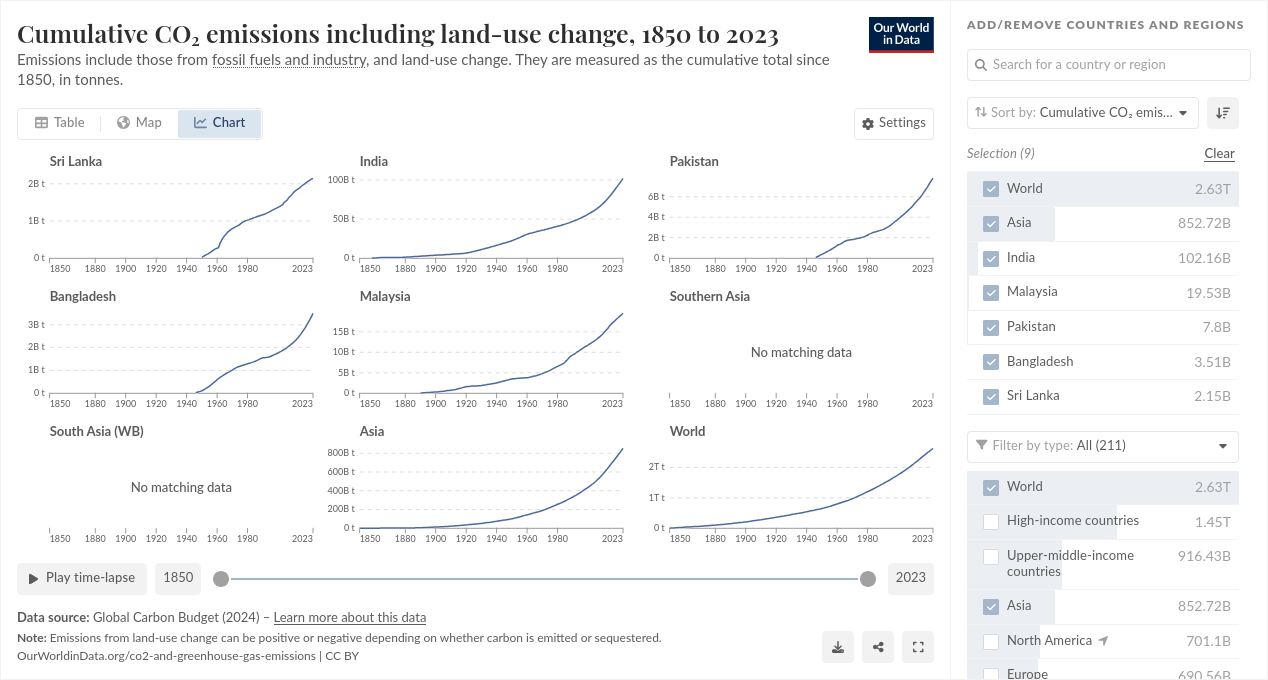 Cumulative CO₂ emissions including land-use change, 1850 to 2023
Our World
in Data
Emissions include those from fossil fuels and industry, and land-use change. They are measured as the cumulative total since
1850, in tonnes.
Table
Map
Chart
Settings
Sri Lanka
2B t
1B t
0 t
1850 1880 1900 1920 1940 1960 1980 2023
India
100B t
50B t
0 t
1850 1880 1900 1920 1940 1960 1980 2023
Pakistan
6B t
4B t
2B t
0 t
1850 1880 1900 1920 1940 1960 1980 2023
Bangladesh
3B t
2B t
1B t
0 t
1850 1880 1900 1920 1940 1960 1980 2023
Malaysia
15B t
10B t
5B t
0 t
1850 1880 1900 1920 1940 1960 1980 2023
Southern Asia
No matching data
1850 1880 1900 1920 1940 1960 1980 2023
South Asia (WB)
No matching data
1850 1880 1900 1920 1940 1960 1980 2023
Asia
800B t
600B t
400B t
200B t
0 t
1850 1880 1900 1920 1940 1960 1980 2023
World
2T t
1T t
0 t
1850 1880 1900 1920 1940 1960 1980 2023
Play time-lapse
1850
2023
Data source: Global Carbon Budget (2024) – Learn more about this data
Note: Emissions from land-use change can be positive or negative depending on whether carbon is emitted or sequestered.
OurWorldinData.org/co2-and-greenhouse-gas-emissions | CC BY
ADD/REMOVE COUNTRIES AND REGIONS
Search for a country or region
Sort by: Cumulative CO₂ emis...
Selection (9)
Clear
World 2.63T
Asia 852.72B
India 102.16B
Malaysia 19.53B
Pakistan 7.8B
Bangladesh 3.51B
Sri Lanka 2.15B
Filter by type: All (211)
World 2.63T
High-income countries 1.45T
Upper-middle-income 916.43B
countries
Asia 852.72B
North America 701.1B
Europe 690.56B